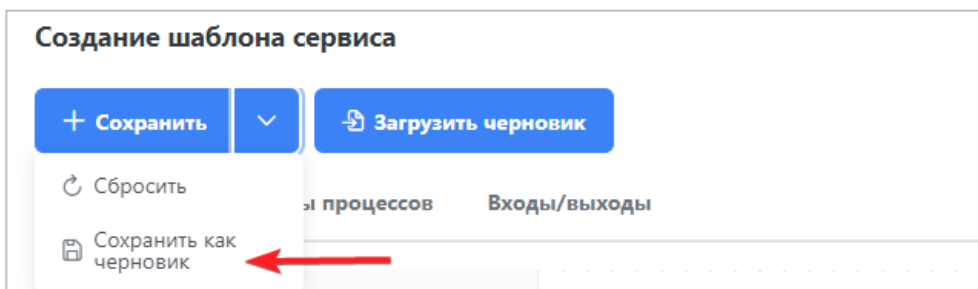 Создание шаблона сервиса
Сохранить
Загрузить черновик
Сбросить
ы процессов Входы/выходы
Сохранить как
черновик